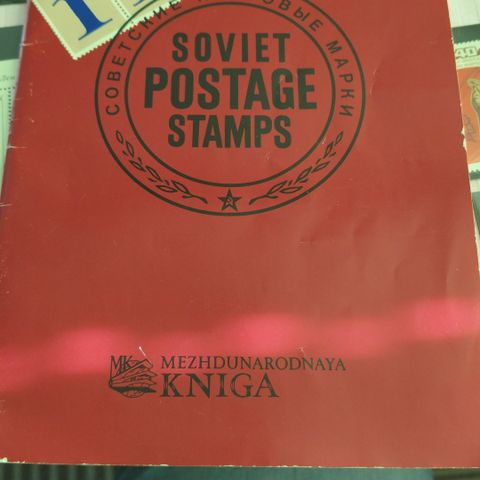 СОВЕТСКИЕ
МАРКИ
SOVIET
POSTAGE
STAMPS
MK
MEZHDUNARODNAYA
KNIGA